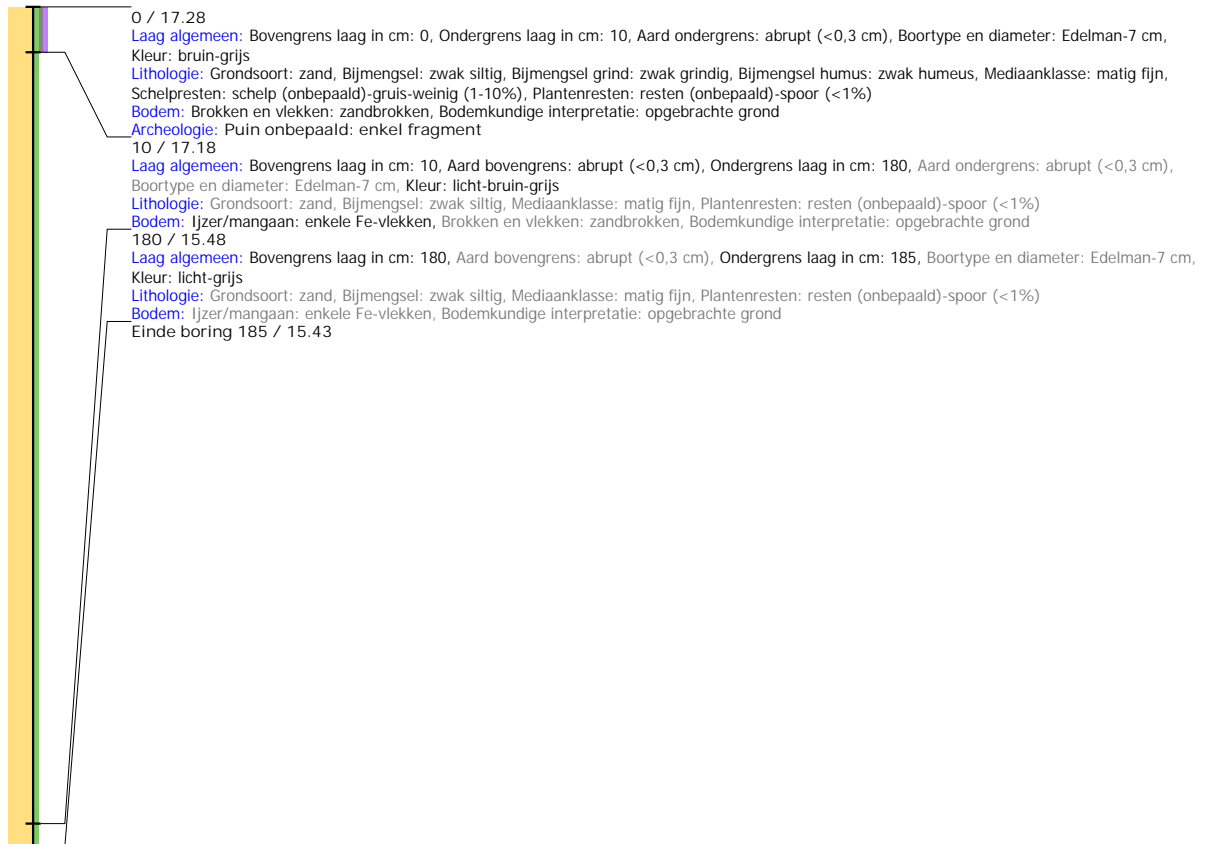 0 / 17.28
Laag algemeen: Bovengrens laag in cm: 0, Ondergrens laag in cm: 10, Aard ondergrens: abrupt (<0,3 cm), Boortype en diameter: Edelman-7 cm,
Kleur: bruin-grijs
Lithologie: Grondsoort: zand, Bijmengsel: zwak siltig, Bijmengsel grind: zwak grindig, Bijmengsel humus: zwak humeus, Mediaanklasse: matig fijn,
Schelpresten: schelp (onbepaald)-gruis-weinig (1-10%), Plantenresten: resten (onbepaald)-spoor (<1%)
Bodem: Brokken en vlekken: zandbrokken, Bodemkundige interpretatie: opgebrachte grond
Archeologie: Puin onbepaald: enkel fragment
10 / 17.18
Laag algemeen: Bovengrens laag in cm: 10, Aard bovengrens: abrupt (<0,3 cm), Ondergrens laag in cm: 180, Aard ondergrens: abrupt (<0,3 cm),
Boortype en diameter: Edelman-7 cm, Kleur: licht-bruin-grijs
Lithologie: Grondsoort: zand, Bijmengsel: zwak siltig, Mediaanklasse: matig fijn, Plantenresten: resten (onbepaald)-spoor (<1%)
Bodem: Ijzer/mangaan: enkele Fe-vlekken, Brokken en vlekken: zandbrokken, Bodemkundige interpretatie: opgebrachte grond
180 / 15.48
Laag algemeen: Bovengrens laag in cm: 180, Aard bovengrens: abrupt (<0,3 cm), Ondergrens laag in cm: 185, Boortype en diameter: Edelman-7 cm,
Kleur: licht-grijs
Lithologie: Grondsoort: zand, Bijmengsel: zwak siltig, Mediaanklasse: matig fijn, Plantenresten: resten (onbepaald)-spoor (<1%)
Bodem: Ijzer/mangaan: enkele Fe-vlekken, Bodemkundige interpretatie: opgebrachte grond
Einde boring 185 / 15.43